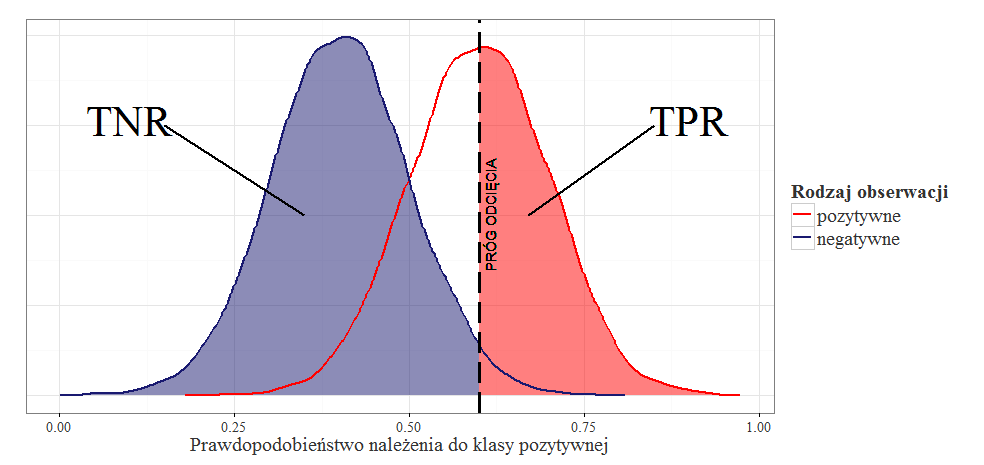 TNR
TPR
PRÓG ODCIĘCIA
Rodzaj obserwacji
pozytywne
negatywne
0.00 0.25 0.50 0.75 1.00
Prawdopodobieństwo należenia do klasy pozytywnej